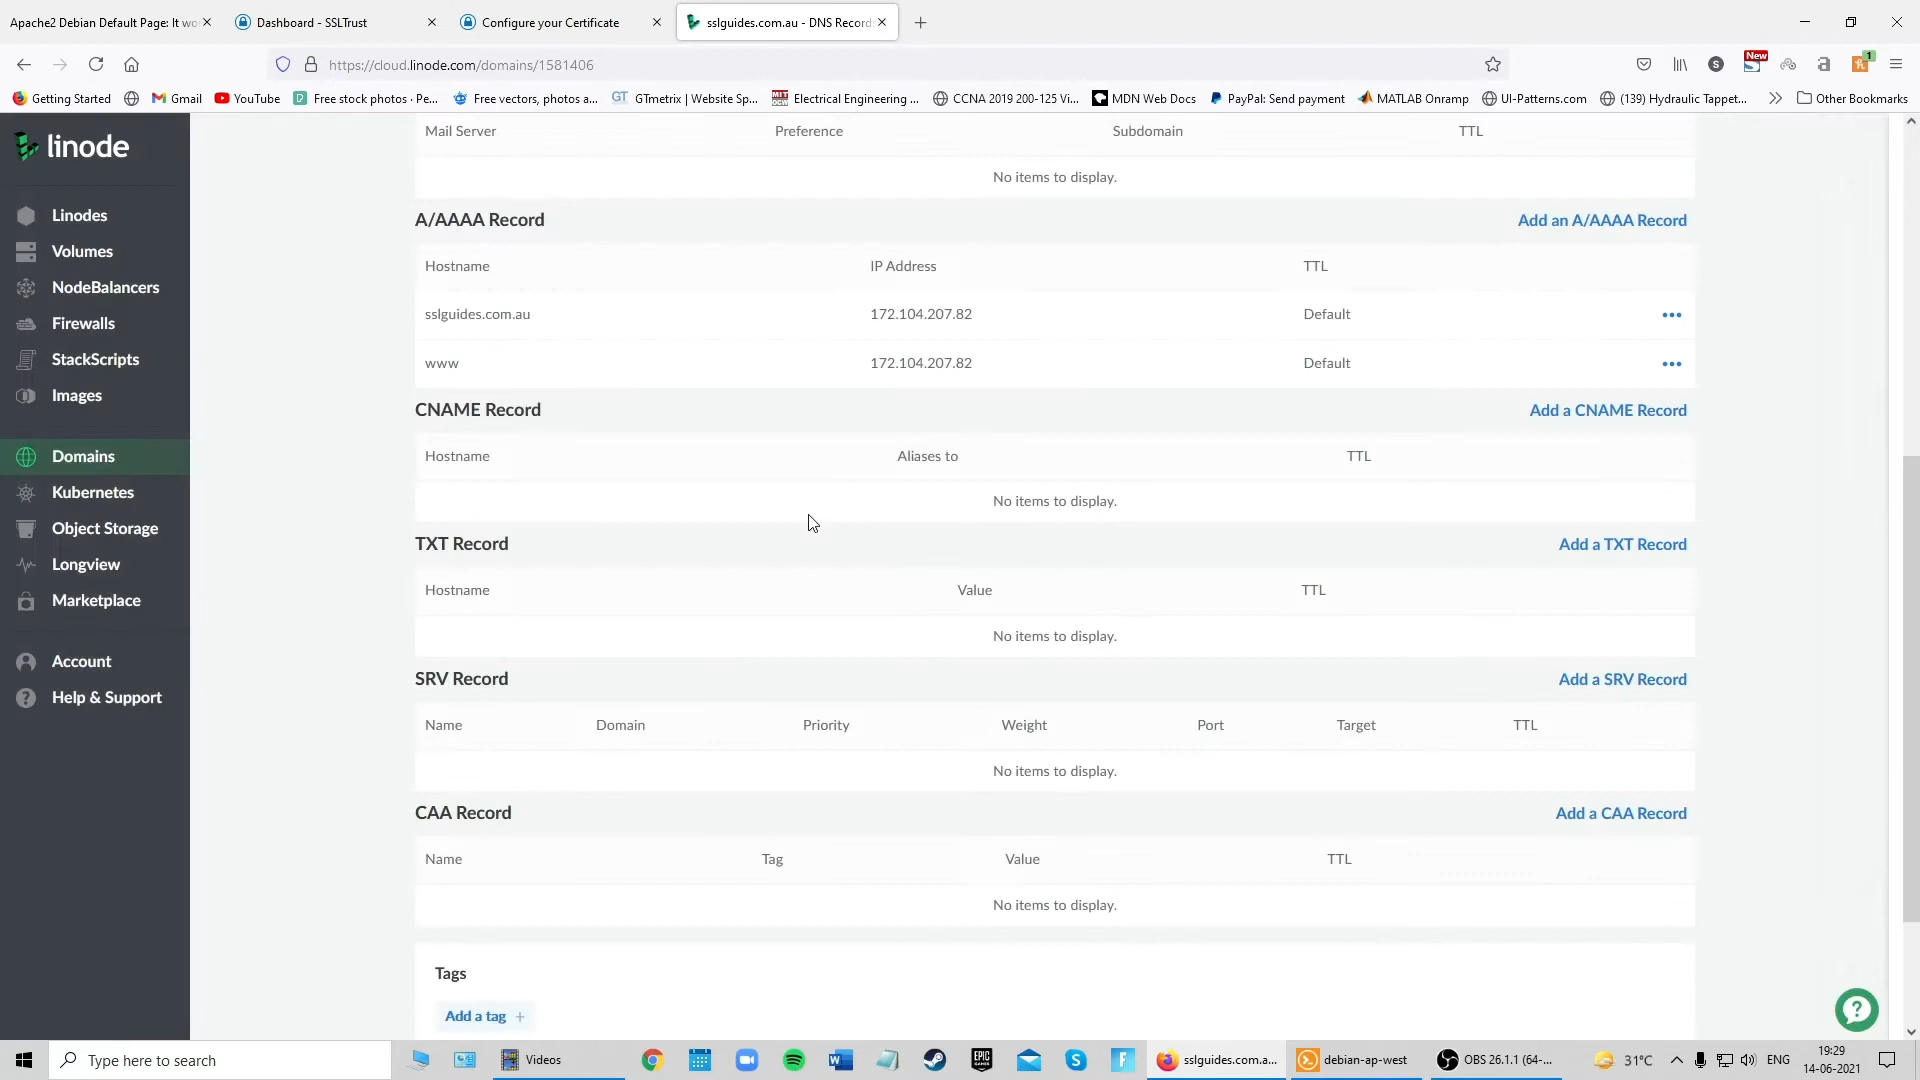 Apache2 Debian Default Page: It wo
Dashboard - SSLTrust
Configure your Certificate
sslguides.com.au - DNS Record
https://cloud.linode.com/domains/1581406
New
1
Getting Started
Gmail
YouTube
Free stock photos · Pe...
Free vectors, photos a...
GT GTmetrix | Website Sp...
MIT OCW Electrical Engineering ...
CCNA 2019 200-125 Vi...
MDN Web Docs
PayPal: Send payment
MATLAB Onramp
UI-Patterns.com
(139) Hydraulic Tappet...
Other Bookmarks
linode
Linodes
Volumes
NodeBalancers
Firewalls
StackScripts
Images
Domains
Kubernetes
Object Storage
Longview
Marketplace
Account
Help & Support
Mail Server Preference Subdomain TTL
No items to display.
A/AAAA Record Add an A/AAAA Record
Hostname IP Address TTL
sslguides.com.au 172.104.207.82 Default
www 172.104.207.82 Default
CNAME Record Add a CNAME Record
Hostname Aliases to TTL
No items to display.
TXT Record Add a TXT Record
Hostname Value TTL
No items to display.
SRV Record Add a SRV Record
Name Domain Priority Weight Port Target TTL
No items to display.
CAA Record Add a CAA Record
Name Tag Value TTL
No items to display.
Tags
Add a tag +
Type here to search
Videos
sslguides.com.a...
debian-ap-west
OBS 26.1.1 (64-...
31°C
ENG
19:29
14-06-2021